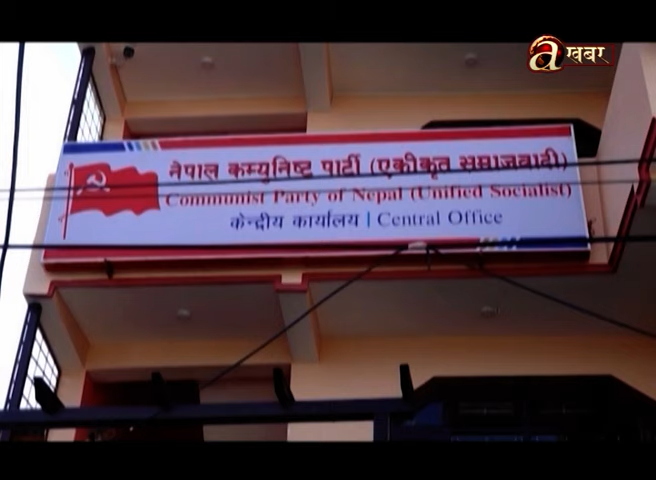 a खबर
नेपाल कम्युनिष्ट पार्टी (एकीकृत समाजवादी)
Communist Party of Nepal (Unified Socialist)
केन्द्रीय कार्यालय | Central Office